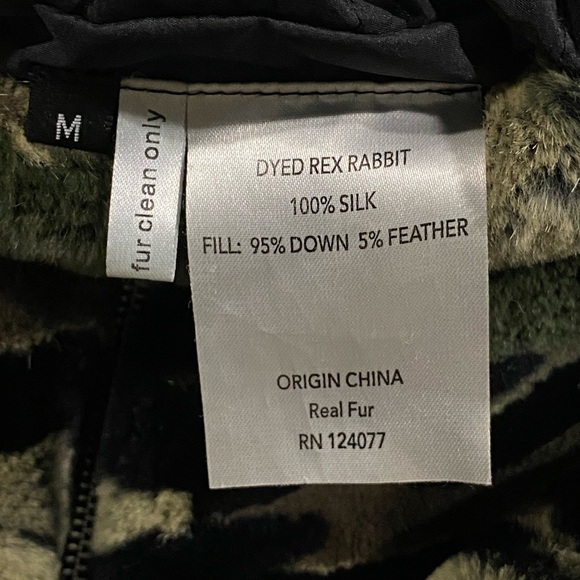 M
fur clean only
DYED REX RABBIT
100% SILK
FILL: 95% DOWN 5% FEATHER
ORIGIN CHINA
Real Fur
RN 124077